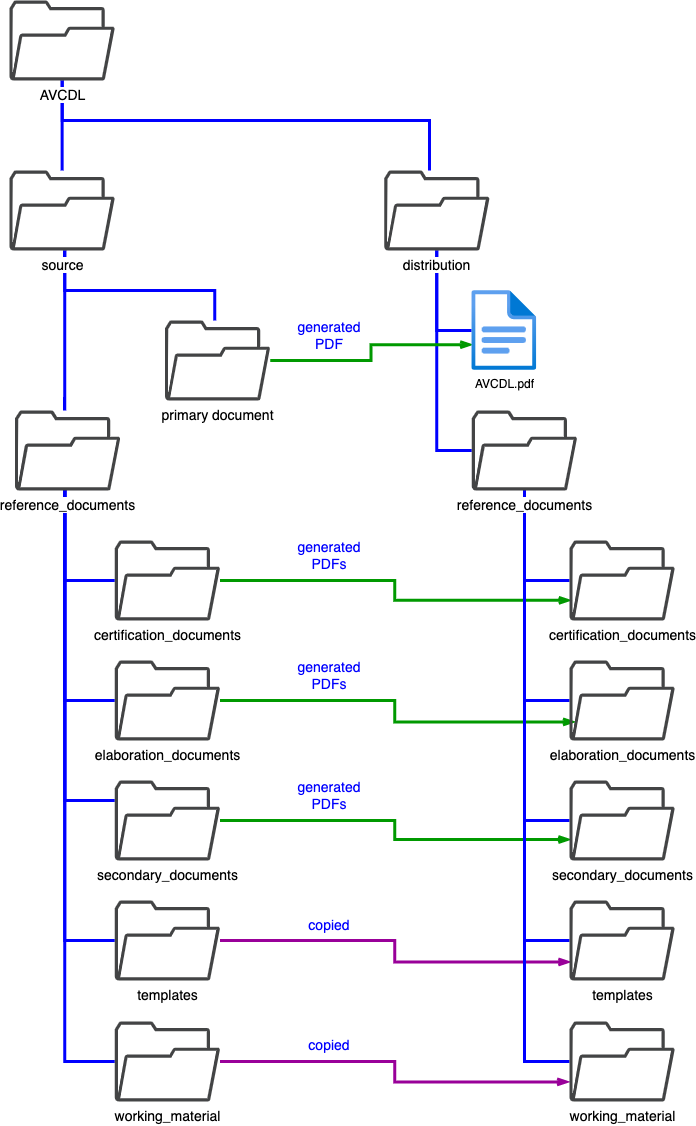 AVCDL
source
distribution
generated
PDF
AVCDL.pdf
primary document
reference_documents
reference_documents
generated
PDFs
certification_documents
certification_documents
generated
PDFs
elaboration_documents
elaboration_documents
generated
PDFs
secondary_documents
secondary_documents
copied
templates
templates
copied
working_material
working_material